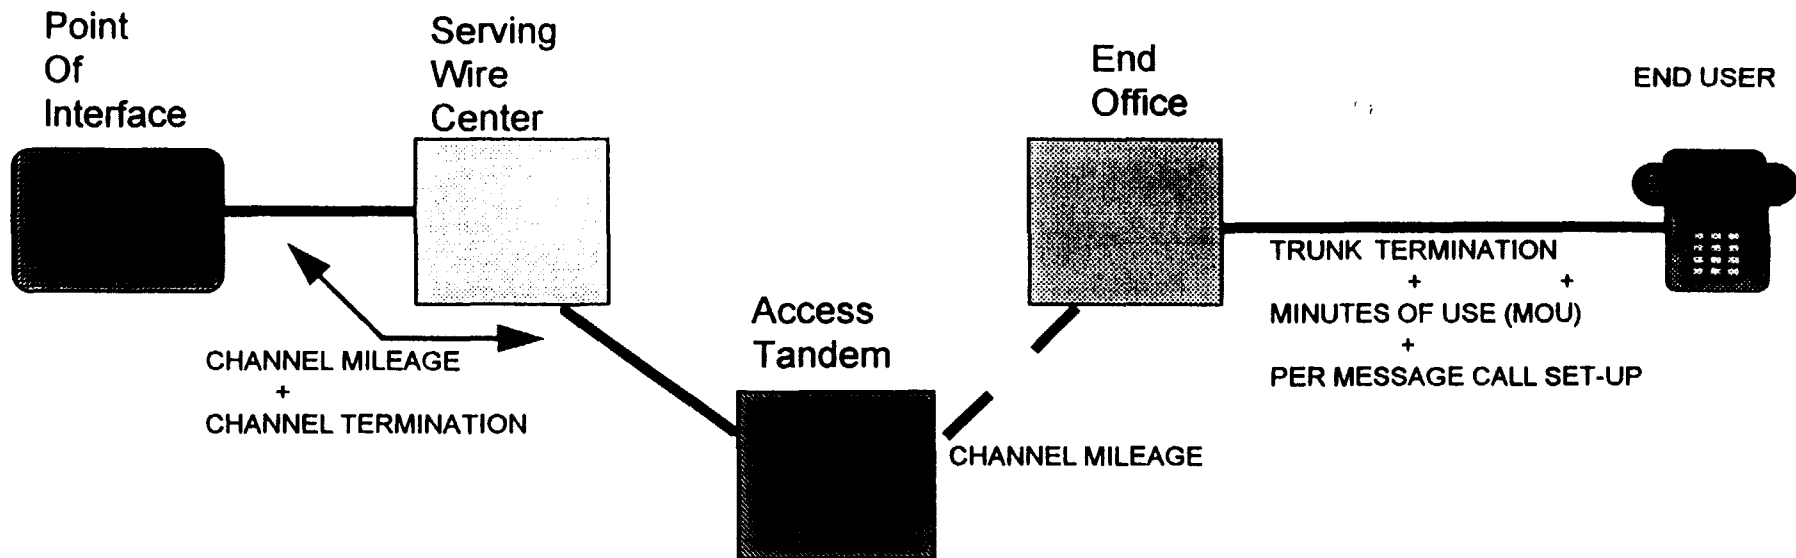 Point
Of
Interface
Serving
Wire
Center
End
Office
END USER
Access
Tandem
CHANNEL MILEAGE
+
CHANNEL TERMINATION
CHANNEL MILEAGE
TRUNK TERMINATION
+ +
MINUTES OF USE (MOU)
+
PER MESSAGE CALL SET-UP